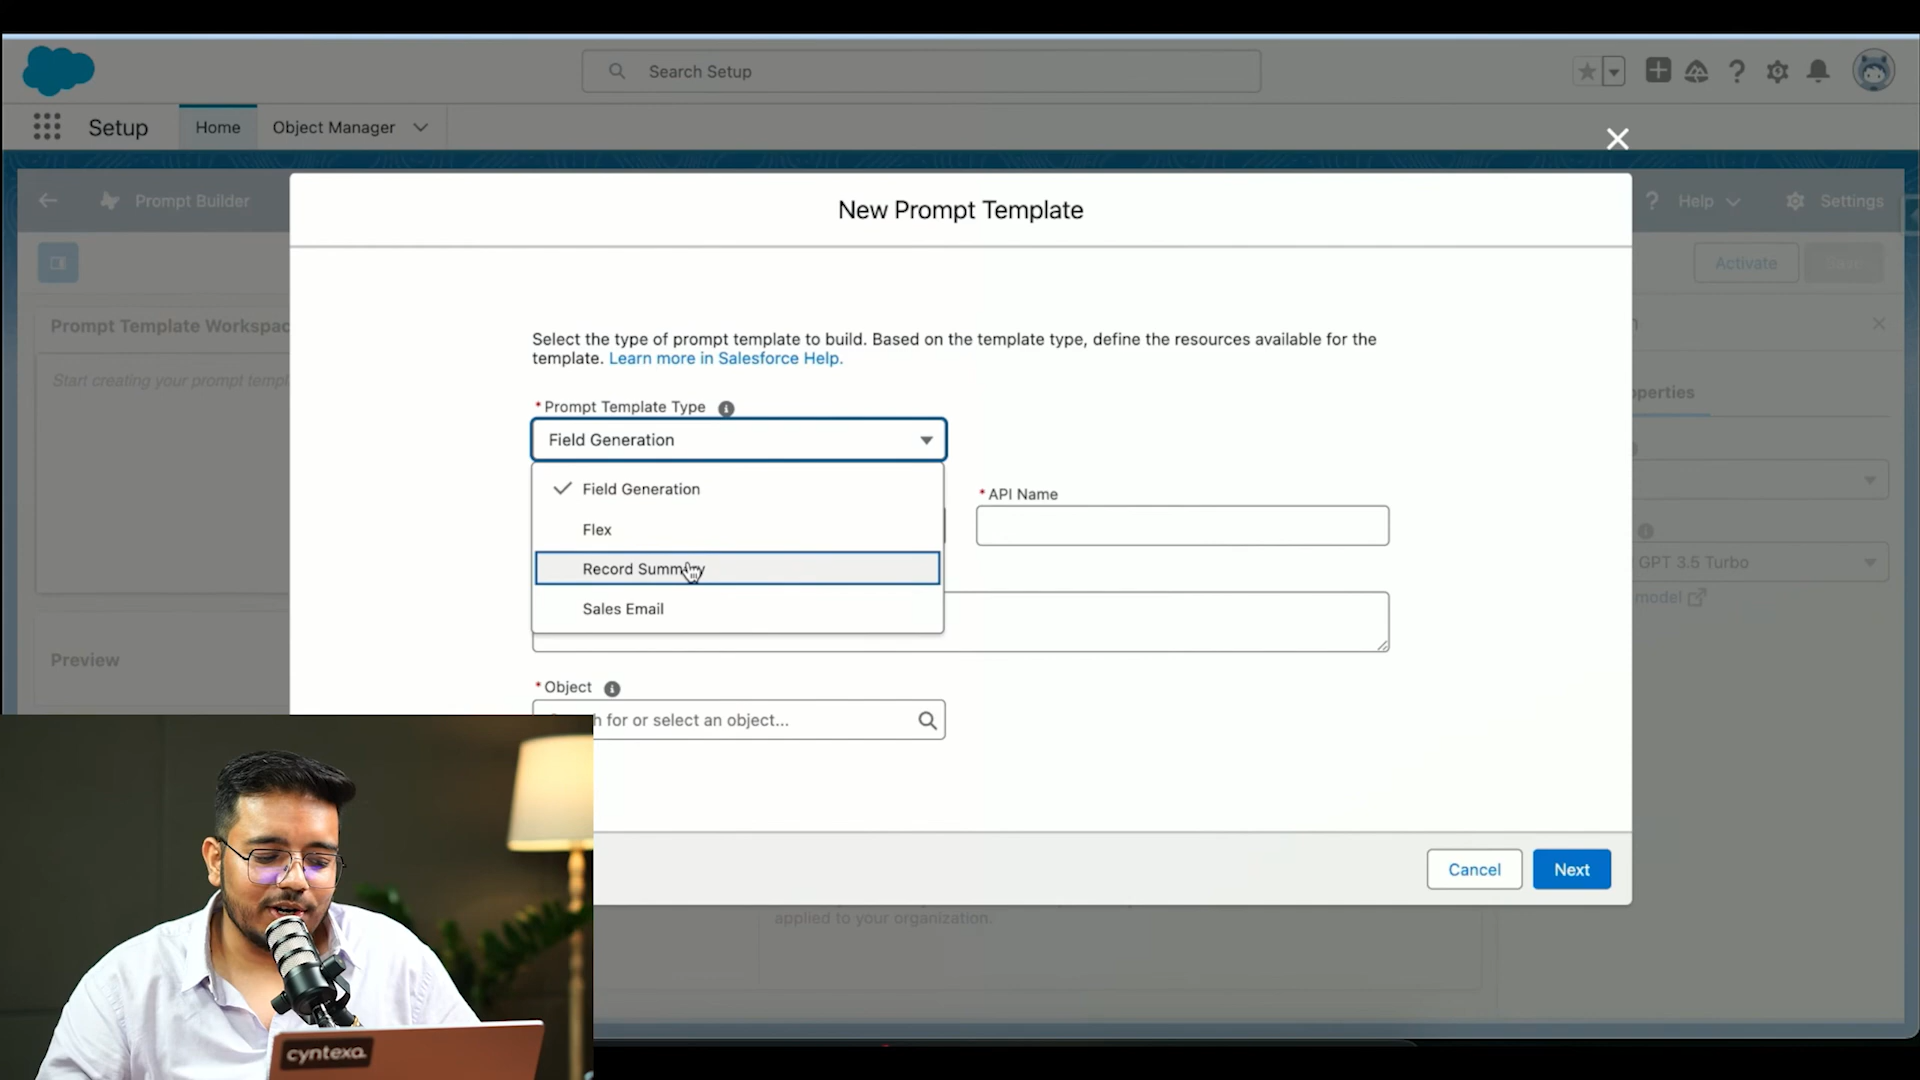 Search Setup
Setup
Home
Object Manager
Prompt Builder
Help
Settings
New Prompt Template
Activate
Save
Prompt Template Workspac
Start creating your prompt templ
Select the type of prompt template to build. Based on the template type, define the resources available for the
template. Learn more in Salesforce Help.
operties
* Prompt Template Type
Field Generation
Field Generation
Flex
Record Summary
Sales Email
* API Name
GPT 3.5 Turbo
model
Preview
* Object
h for or select an object...
Cancel
Next
applied to your organization.
cyntexa.